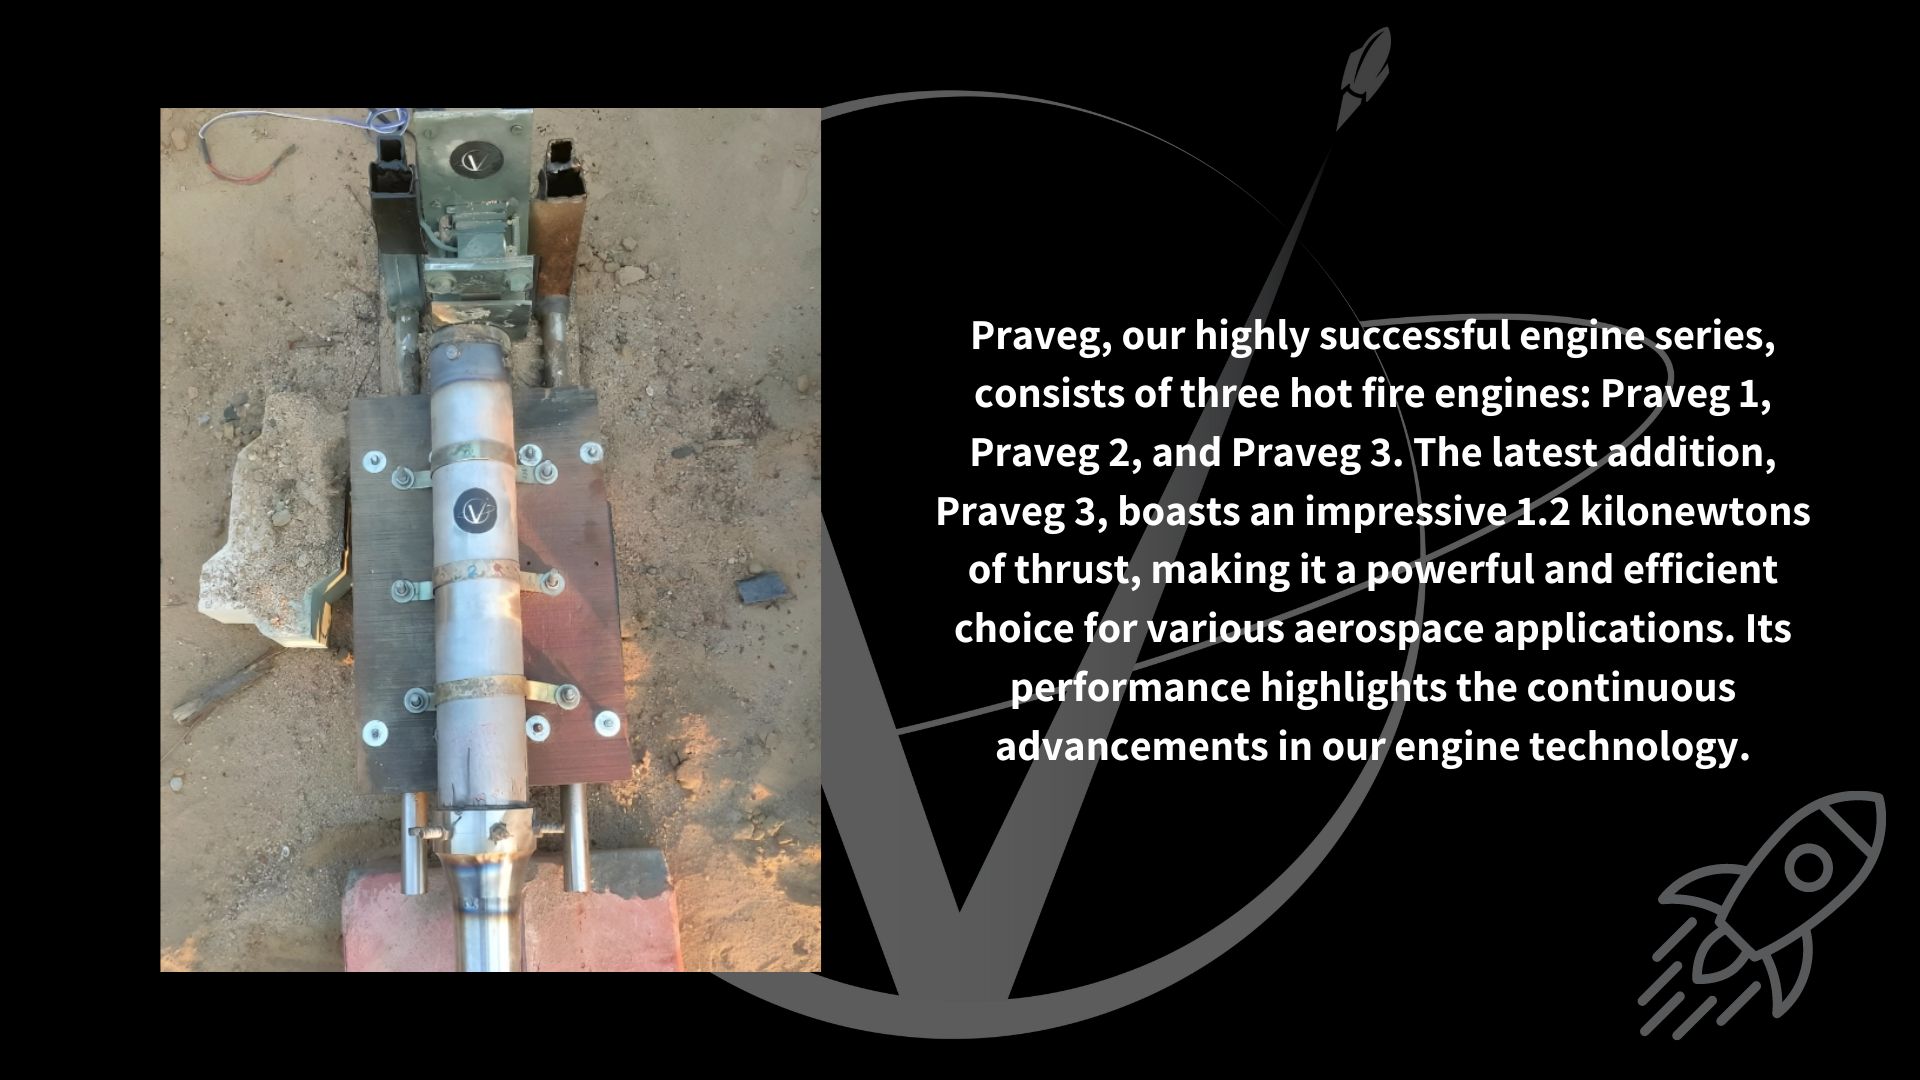 Praveg, our highly successful engine series,
consists of three hot fire engines: Praveg 1,
Praveg 2, and Praveg 3. The latest addition,
Praveg 3, boasts an impressive 1.2 kilonewtons
of thrust, making it a powerful and efficient
choice for various aerospace applications. Its
performance highlights the continuous
advancements in our engine technology.